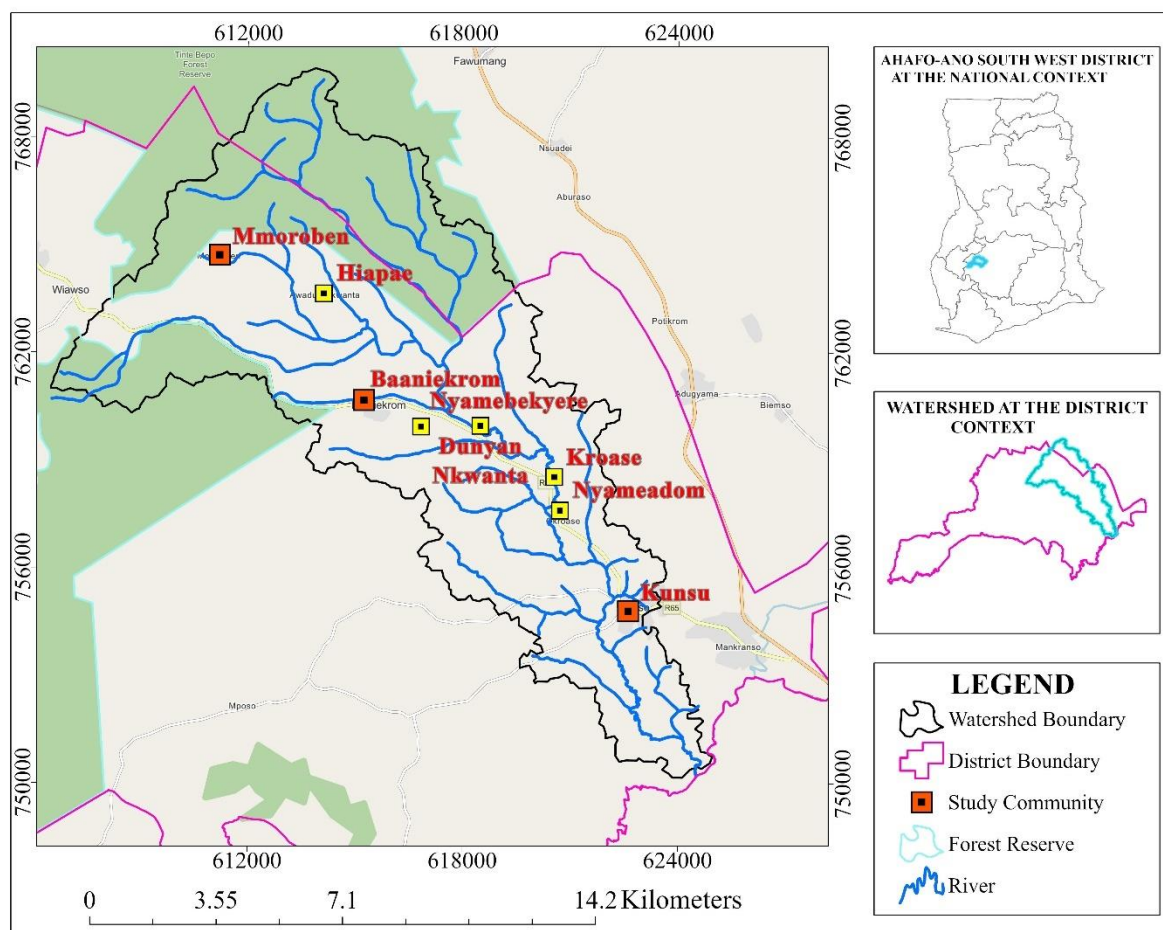 612000
618000
624000
Tinte Bepo
Forest
Reserve
Fawumang
768000
768000
Nsuadei
Aburaso
Mmoroben
Hiapae
Wiawso
Potikrom
762000
762000
Baaniekrom
Nyamebekyere
Adugyama
Biemso
Dunyan
Nkwanta
Kroase
Nyameadom
kroase
756000
756000
Kunsu
R65
Mankranso
Mposo
750000
750000
612000
618000
624000
0
3.55
7.1
14.2 Kilometers
AHAFO-ANO SOUTH WEST DISTRICT
AT THE NATIONAL CONTEXT
WATERSHED AT THE DISTRICT
CONTEXT
LEGEND
Watershed Boundary
District Boundary
Study Community
Forest Reserve
River